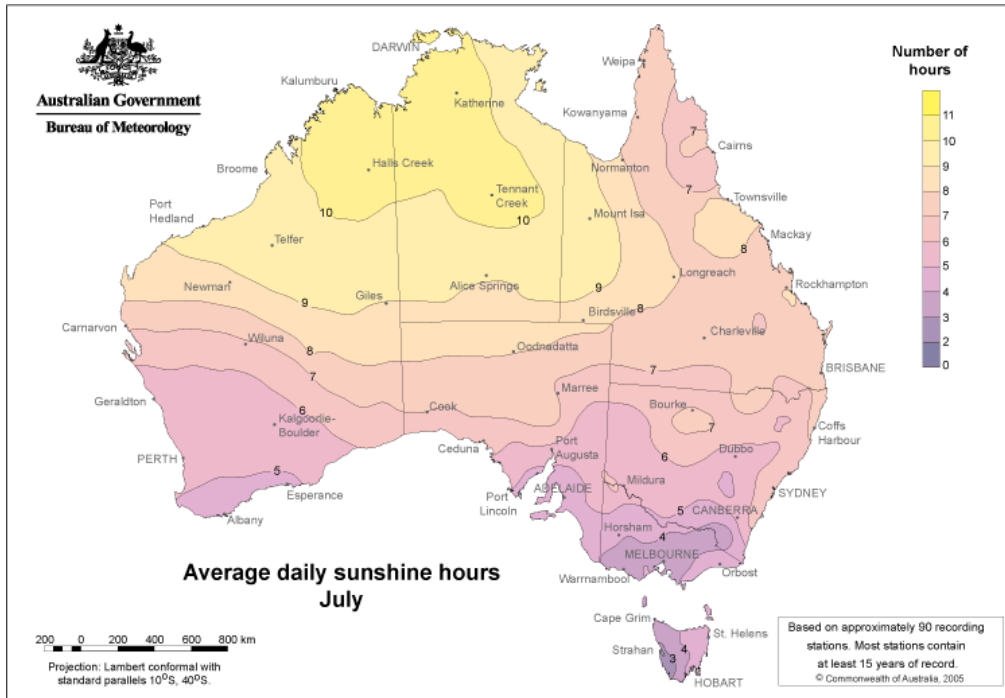 Australian Government
Bureau of Meteorology
Number of
hours
11
10
9
8
7
6
5
4
3
2
0
DARWIN
Kalumburu
Katherine
Weipa
Kowanyama
7
Cairns
Broome
Halls Creek
Normanton
7
Tennant
Creek
Townsville
Port
Hedland
10
10
Mount Isa
Mackay
Telfer
8
Newman
Alice Springs
Longreach
Giles
9
9
Rockhampton
Birdsville
8
Carnarvon
Wiluna
8
Oodnadatta
Charleville
7
7
BRISBANE
Geraldton
Marree
6
Cook
Bourke
Kalgoorlie-
Boulder
7
Coffs
Harbour
Ceduna
Port
Augusta
6
Dubbo
PERTH
5
Mildura
Esperance
Port
Lincoln
ADELAIDE
SYDNEY
Albany
5
CANBERRA
Horsham
4
MELBOURNE
Warrnambool
Orbost
Average daily sunshine hours
July
Cape Grim
St. Helens
Strahan
4
3
HOBART
200 0 200 400 600 800 km
Projection: Lambert conformal with
standard parallels 10°S, 40°S.
Based on approximately 90 recording
stations. Most stations contain
at least 15 years of record.
© Commonwealth of Australia, 2005